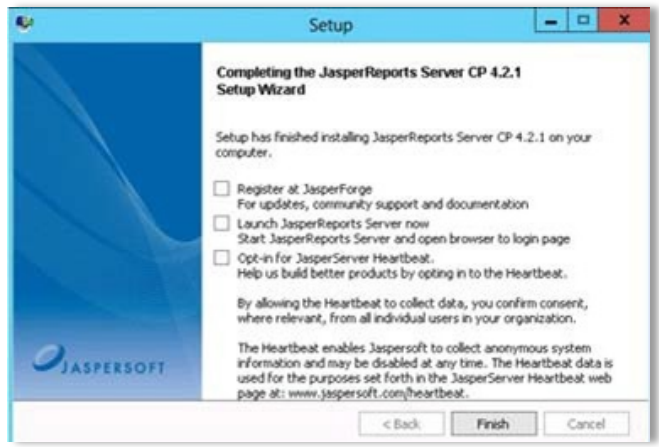 Setup
Completing the JasperReports Server CP 4.2.1
Setup Wizard
Setup has finished installing JasperReports Server CP 4.2.1 on your
computer.
Register at JasperForge
For updates, community support and documentation
Launch JasperReports Server now
Start JasperReports Server and open browser to login page
Opt-in for JasperServer Heartbeat.
Help us build better products by opting in to the Heartbeat.
By allowing the Heartbeat to collect data, you confirm consent,
where relevant, from all individual users in your organization.
The Heartbeat enables Jaspersoft to collect anonymous system
information and may be disabled at any time. The Heartbeat data is
used for the purposes set forth in the JasperServer Heartbeat web
page at: www.jaspersoft.com/heartbeat.
JASPERSOFT
< Back Finish Cancel